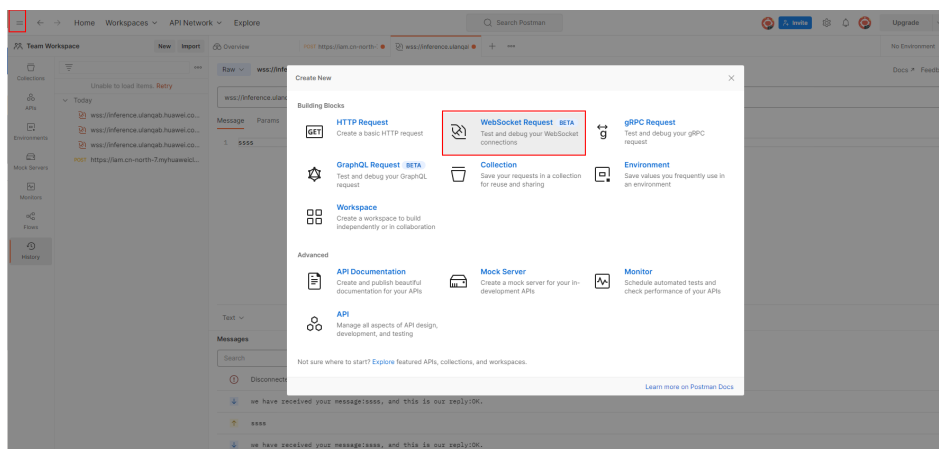 Home Workspaces API Network Explore
Search Postman
Invite
Upgrade
Team Workspace
New Import
Overview
POST https://iam.cn-north-
wss://inference.ulanqal
No Environment
Collections
APIs
Environments
Mock Servers
Monitors
Flows
History
Unable to load items. Retry
Today
wss://inference.ulanqab.huawei.co...
wss://inference.ulanqab.huawei.co...
wss://inference.ulanqab.huawei.co...
POST https://iam.cn-north-7.myhuaweicl...
Raw wss://infe
Docs Feedb
wss://inference.ulanq
Message Params
1 ssss
Create New
Building Blocks
GET
HTTP Request
Create a basic HTTP request
WebSocket Request BETA
Test and debug your WebSocket
connections
gRPC Request
Test and debug your gRPC
request
GraphQL Request BETA
Test and debug your GraphQL
request
Collection
Save your requests in a collection
for reuse and sharing
Environment
Save values you frequently use in
an environment
Workspace
Create a workspace to build
independently or in collaboration
Advanced
API Documentation
Create and publish beautiful
documentation for your APIs
Mock Server
Create a mock server for your in-
development APIs
Monitor
Schedule automated tests and
check performance of your APIs
API
Manage all aspects of API design,
development, and testing
Not sure where to start? Explore featured APIs, collections, and workspaces.
Learn more on Postman Docs
Text
Messages
Search
Disconnecte
we have received your message:ssss, and this is our reply:OK.
ssss
we have received your message:ssss, and this is our reply:OK.